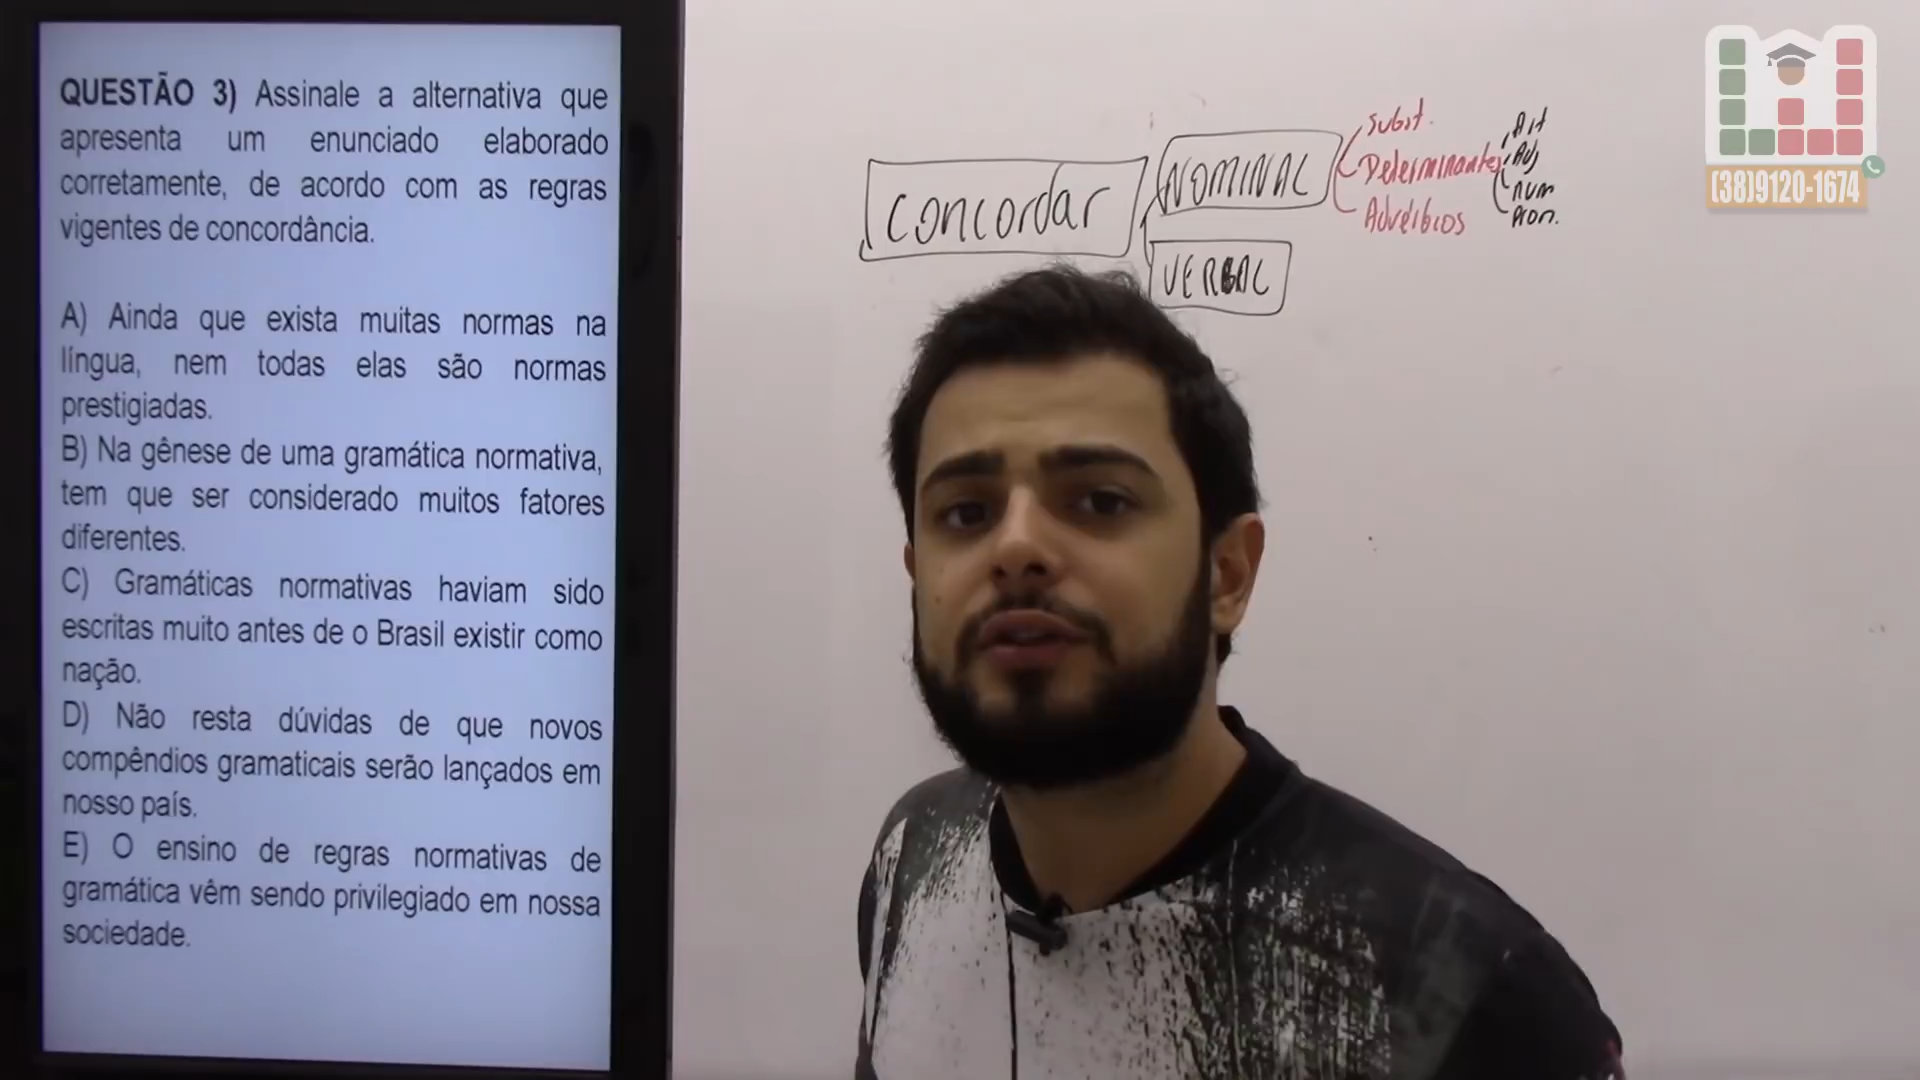 QUESTÃO 3) Assinale a alternativa que
apresenta um enunciado elaborado
corretamente, de acordo com as regras
vigentes de concordância.
A) Ainda que exista muitas normas na
língua, nem todas elas são normas
prestigiadas.
B) Na gênese de uma gramática normativa,
tem que ser considerado muitos fatores
diferentes.
C) Gramáticas normativas haviam sido
escritas muito antes de o Brasil existir como
nação.
D) Não resta dúvidas de que novos
compêndios gramaticais serão lançados em
nosso país.
E) O ensino de regras normativas de
gramática vêm sendo privilegiado em nossa
sociedade.
Concordar
NOMINAL
VERBAL
Subst.
Determinantes
Advérbios
Art
Adj
num
Pron.
(38)9120-1674